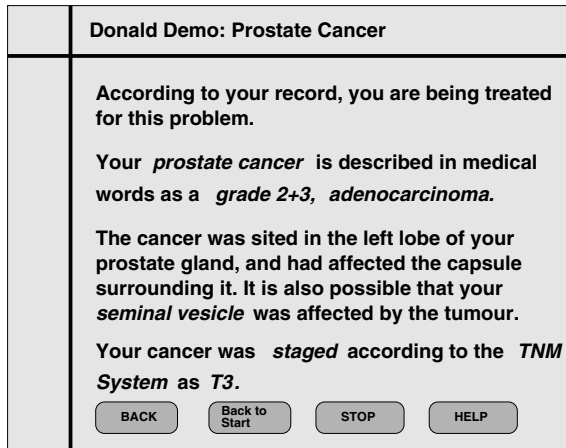 Donald Demo: Prostate Cancer
According to your record, you are being treated
for this problem.
Your prostate cancer is described in medical
words as a grade 2+3, adenocarcinoma.
The cancer was sited in the left lobe of your
prostate gland, and had affected the capsule
surrounding it. It is also possible that your
seminal vesicle was affected by the tumour.
Your cancer was staged according to the TNM
System as T3.
BACK
Back to
Start
STOP
HELP